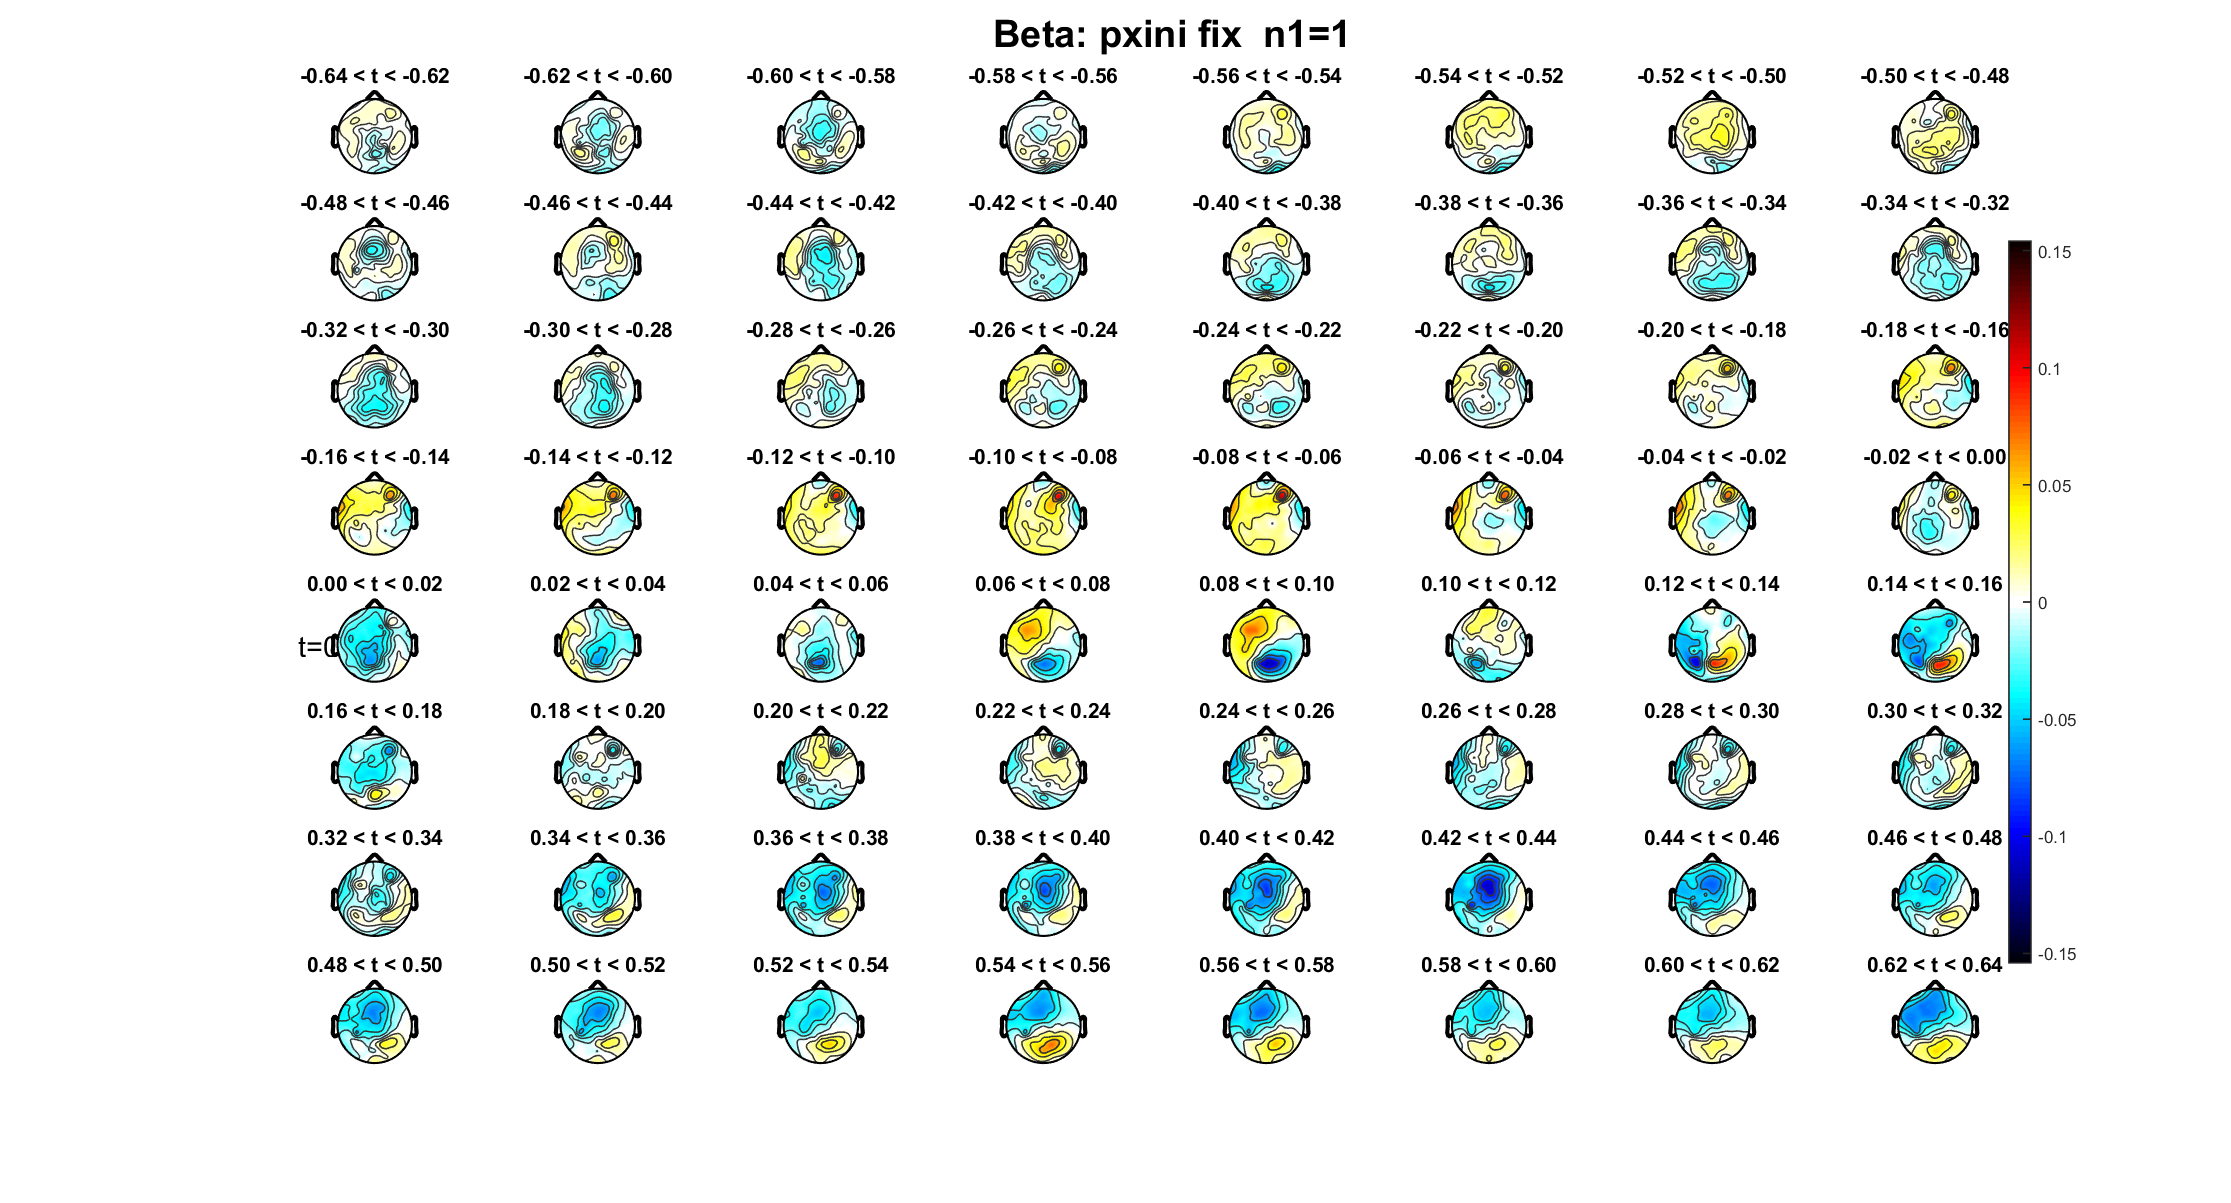 Beta: pxini fix  n1=1
-0.64 < t < -0.62
-0.62 < t < -0.60
-0.60 < t < -0.58
-0.58 < t < -0.56
-0.56 < t < -0.54
-0.54 < t < -0.52
-0.52 < t < -0.50
-0.50 < t < -0.48
-0.48 < t < -0.46
-0.46 < t < -0.44
-0.44 < t < -0.42
-0.42 < t < -0.40
-0.40 < t < -0.38
-0.38 < t < -0.36
-0.36 < t < -0.34
-0.34 < t < -0.32
-0.32 < t < -0.30
-0.30 < t < -0.28
-0.28 < t < -0.26
-0.26 < t < -0.24
-0.24 < t < -0.22
-0.22 < t < -0.20
-0.20 < t < -0.18
-0.18 < t < -0.16
-0.16 < t < -0.14
-0.14 < t < -0.12
-0.12 < t < -0.10
-0.10 < t < -0.08
-0.08 < t < -0.06
-0.06 < t < -0.04
-0.04 < t < -0.02
-0.02 < t < 0.00
0.00 < t < 0.02
0.02 < t < 0.04
0.04 < t < 0.06
0.06 < t < 0.08
0.08 < t < 0.10
0.10 < t < 0.12
0.12 < t < 0.14
0.14 < t < 0.16
t=0
0.16 < t < 0.18
0.18 < t < 0.20
0.20 < t < 0.22
0.22 < t < 0.24
0.24 < t < 0.26
0.26 < t < 0.28
0.28 < t < 0.30
0.30 < t < 0.32
0.32 < t < 0.34
0.34 < t < 0.36
0.36 < t < 0.38
0.38 < t < 0.40
0.40 < t < 0.42
0.42 < t < 0.44
0.44 < t < 0.46
0.46 < t < 0.48
0.48 < t < 0.50
0.50 < t < 0.52
0.52 < t < 0.54
0.54 < t < 0.56
0.56 < t < 0.58
0.58 < t < 0.60
0.60 < t < 0.62
0.62 < t < 0.64
0.15
0.1
0.05
0
-0.05
-0.1
-0.15